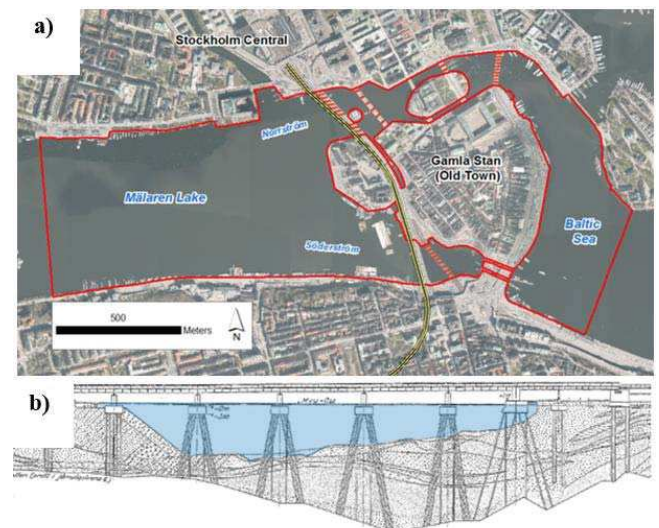 a)
Stockholm Central
Norrström
Gamla Stan
(Old Town)
Mälaren Lake
Baltic
Sea
Söderström
500
Meters
N
b)